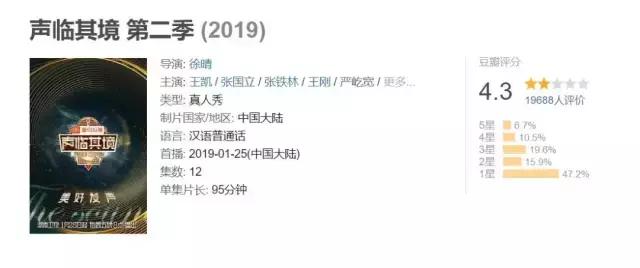 声临其境 第二季 (2019)
声临其境
美好发声
导演: 徐晴
主演: 王凯 / 张国立 / 张铁林 / 王刚 / 严屹宽 / 更多...
类型: 真人秀
制片国家/地区: 中国大陆
语言: 汉语普通话
首播: 2019-01-25(中国大陆)
集数: 12
单集片长: 95分钟
豆瓣评分
4.3
19688人评价
5星 6.7%
4星 10.5%
3星 19.6%
2星 15.9%
1星 47.2%